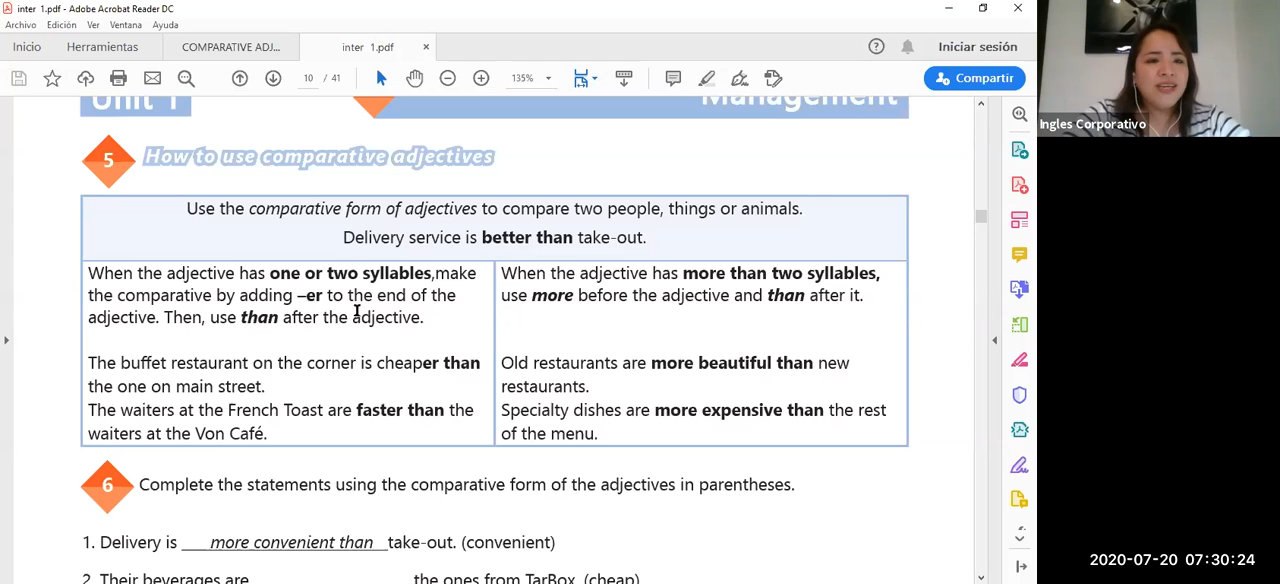 inter 1.pdf - Adobe Acrobat Reader DC
Archivo Edición Ver Ventana Ayuda
Inicio Herramientas COMPARATIVE ADJ... inter 1.pdf × Iniciar sesión
10 / 41 135% Compartir
Unit 1 Management
5 How to use comparative adjectives
Use the comparative form of adjectives to compare two people, things or animals.
Delivery service is better than take-out.
When the adjective has one or two syllables,make
the comparative by adding –er to the end of the
adjective. Then, use than after the adjective.
The buffet restaurant on the corner is cheaper than
the one on main street.
The waiters at the French Toast are faster than the
waiters at the Von Café.
When the adjective has more than two syllables,
use more before the adjective and than after it.
Old restaurants are more beautiful than new
restaurants.
Specialty dishes are more expensive than the rest
of the menu.
6 Complete the statements using the comparative form of the adjectives in parentheses.
1. Delivery is ___more convenient than__take-out. (convenient)
2. Their beverages are ____________ the ones from TarBox. (cheap)
Ingles Corporativo
2020-07-20 07:30:24